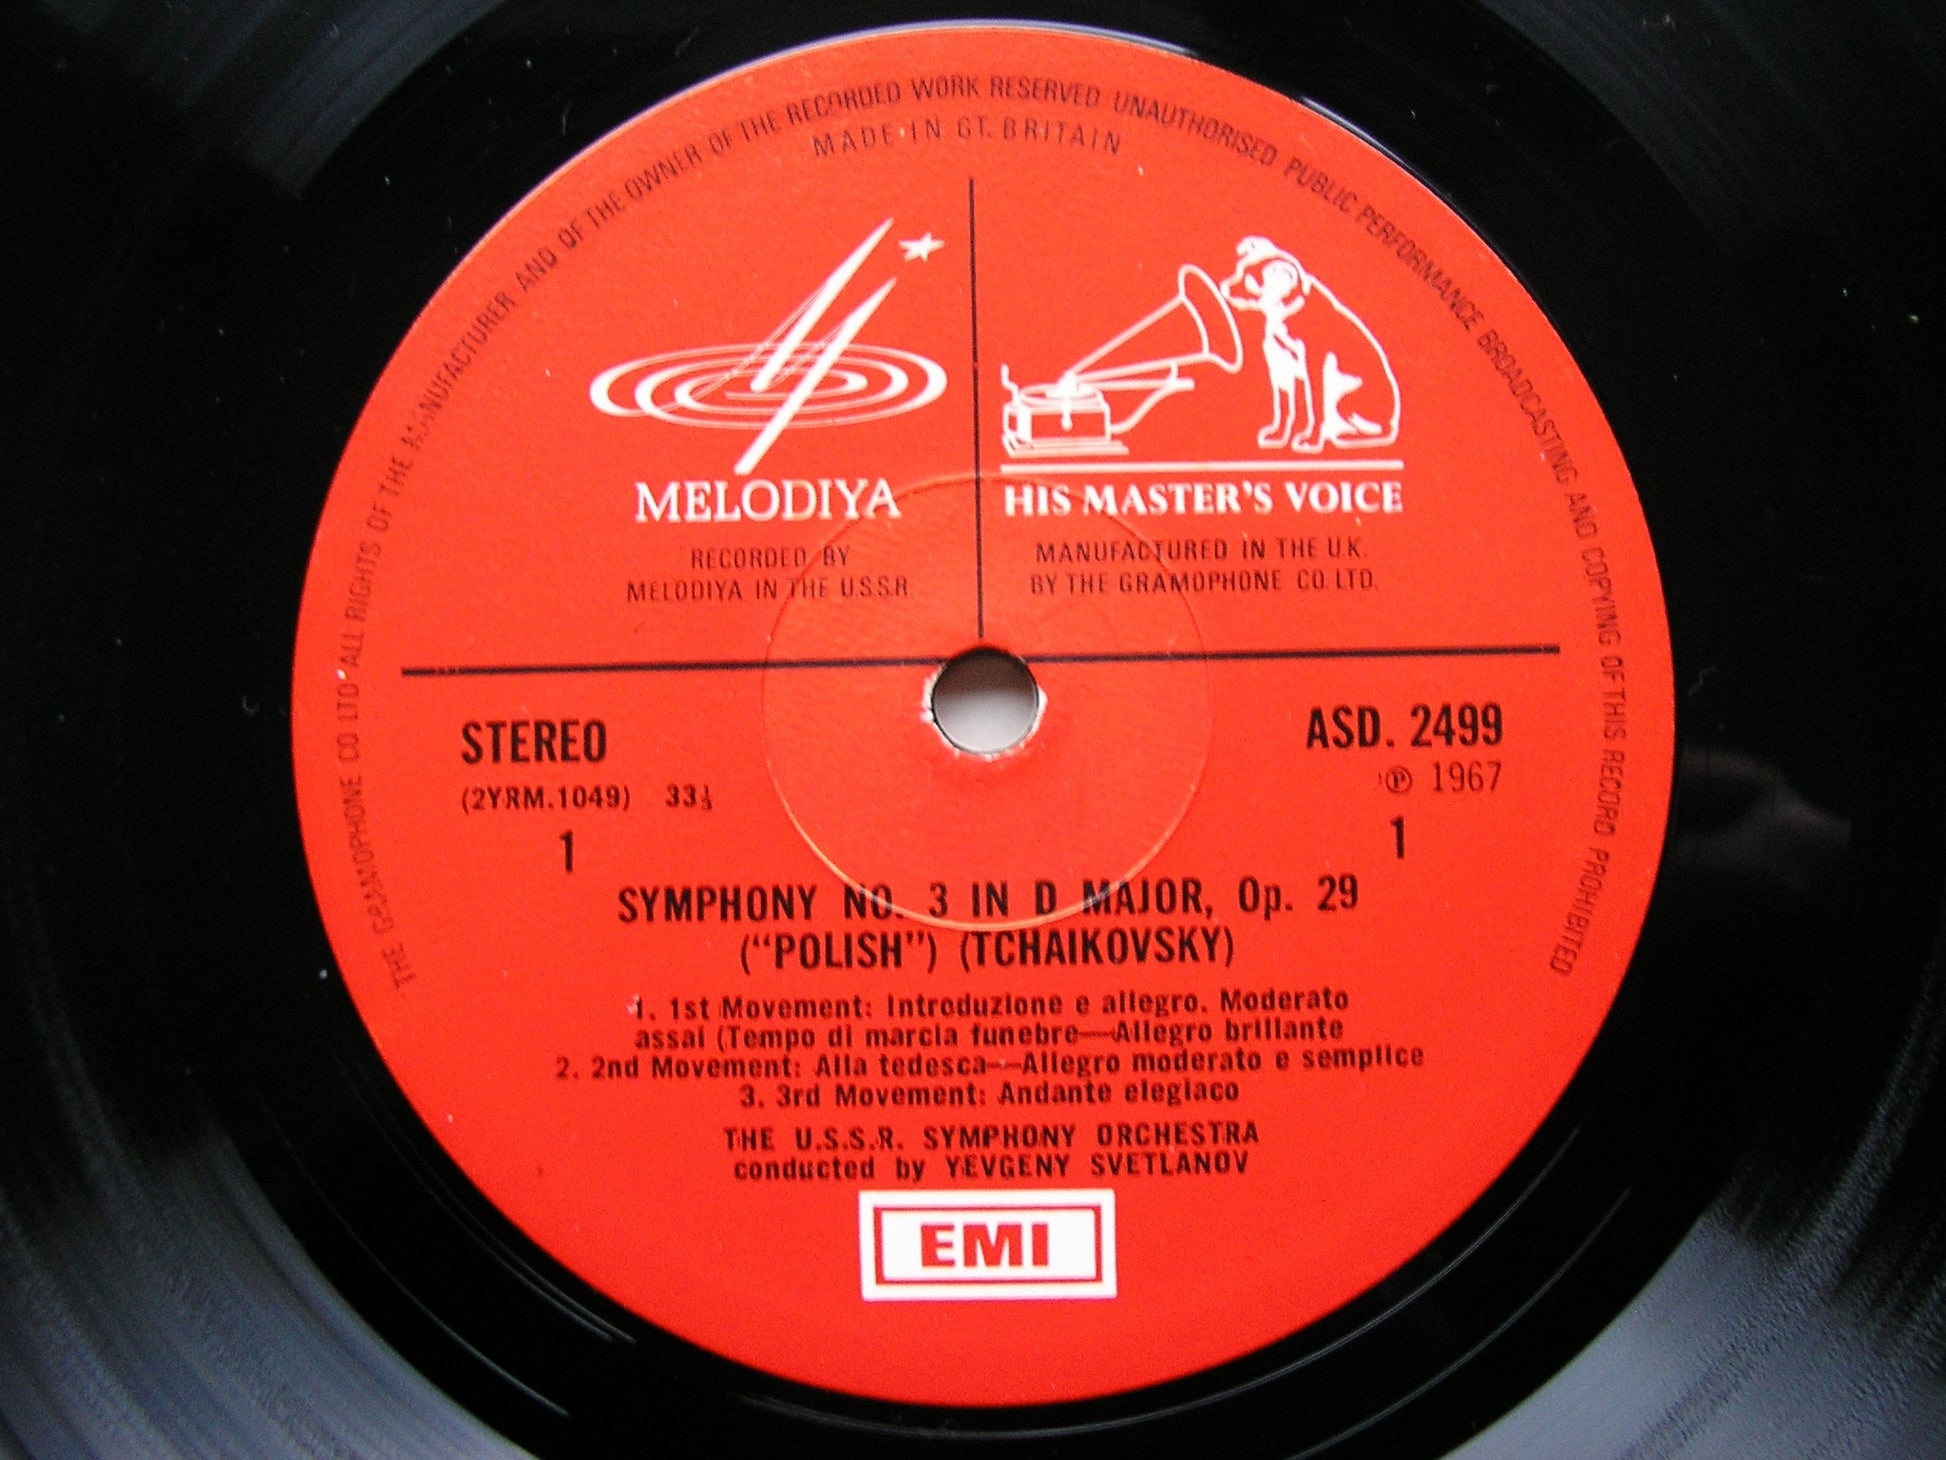 THE GRAMOPHONE CO LTD ALL RIGHTS OF THE MANUFACTURER AND OF THE OWNER OF THE RECORDED WORK RESERVED UNAUTHORISED PUBLIC PERFORMANCE BROADCASTING AND COPYING OF THIS RECORD PROHIBITED
MADE IN GT. BRITAIN
MELODIYA
RECORDED BY
MELODIYA IN THE U.S.S.R.
HIS MASTER'S VOICE
MANUFACTURED IN THE U.K.
BY THE GRAMOPHONE CO. LTD.
STEREO
(2YRM.1049) 33⅓
1
ASD. 2499
℗ 1967
1
SYMPHONY NO. 3 IN D MAJOR, Op. 29
("POLISH") (TCHAIKOVSKY)
1. 1st Movement: Introduzione e allegro. Moderato
assai (Tempo di marcia funebre—Allegro brillante
2. 2nd Movement: Alla tedesca—Allegro moderato e semplice
3. 3rd Movement: Andante elegiaco
THE U.S.S.R. SYMPHONY ORCHESTRA
conducted by YEVGENY SVETLANOV
EMI